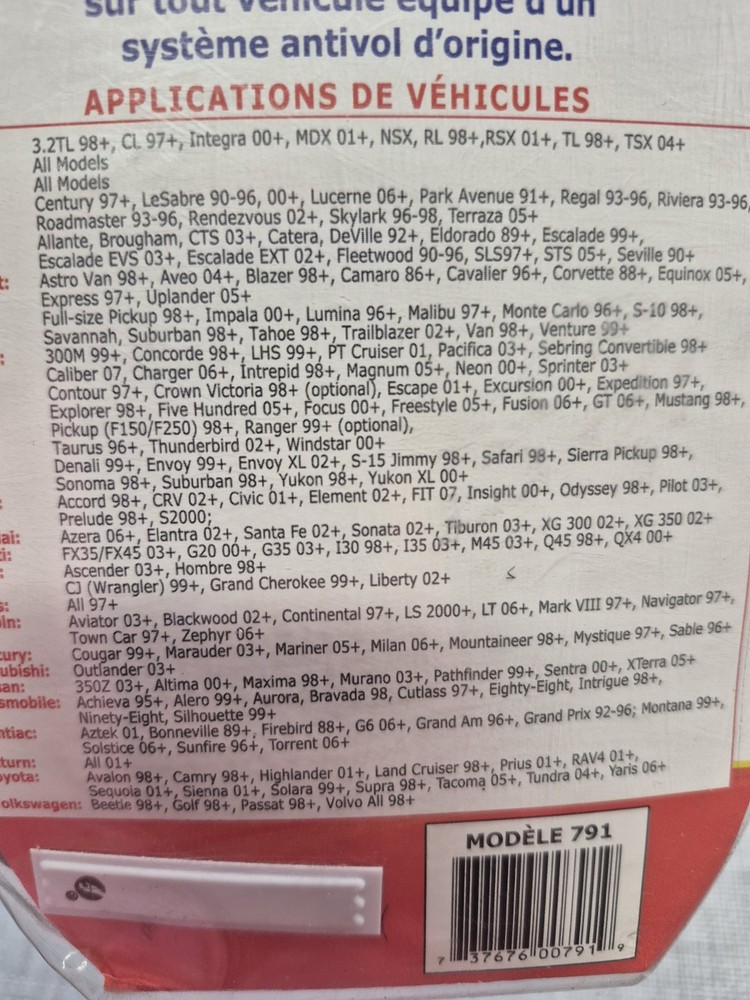 sur tout véhicule équipé d'un
système antivol d'origine.
APPLICATIONS DE VÉHICULES
3.2TL 98+, CL 97+, Integra 00+, MDX 01+, NSX, RL 98+,RSX 01+, TL 98+, TSX 04+
All Models
All Models
Century 97+, LeSabre 90-96, 00+, Lucerne 06+, Park Avenue 91+, Regal 93-96, Riviera 93-96,
Roadmaster 93-96, Rendezvous 02+, Skylark 96-98, Terraza 05+
Allante, Brougham, CTS 03+, Catera, DeVille 92+, Eldorado 89+, Escalade 99+,
Escalade EVS 03+, Escalade EXT 02+, Fleetwood 90-96, SLS97+, STS 05+, Seville 90+
t: Astro Van 98+, Aveo 04+, Blazer 98+, Camaro 86+, Cavalier 96+, Corvette 88+, Equinox 05+,
Express 97+, Uplander 05+
Full-size Pickup 98+, Impala 00+, Lumina 96+, Malibu 97+, Monte Carlo 96+, S-10 98+,
Savannah, Suburban 98+, Tahoe 98+, Trailblazer 02+, Van 98+, Venture 99+
: 300M 99+, Concorde 98+, LHS 99+, PT Cruiser 01, Pacifica 03+, Sebring Convertible 98+
Caliber 07, Charger 06+, Intrepid 98+, Magnum 05+, Neon 00+, Sprinter 03+
Contour 97+, Crown Victoria 98+ (optional), Escape 01+, Excursion 00+, Expedition 97+,
Explorer 98+, Five Hundred 05+, Focus 00+, Freestyle 05+, Fusion 06+, GT 06+, Mustang 98+,
Pickup (F150/F250) 98+, Ranger 99+ (optional),
Taurus 96+, Thunderbird 02+, Windstar 00+
Denali 99+, Envoy 99+, Envoy XL 02+, S-15 Jimmy 98+, Safari 98+, Sierra Pickup 98+,
Sonoma 98+, Suburban 98+, Yukon 98+, Yukon XL 00+
: Accord 98+, CRV 02+, Civic 01+, Element 02+, FIT 07, Insight 00+, Odyssey 98+, Pilot 03+,
Prelude 98+, S2000;
ai: Azera 06+, Elantra 02+, Santa Fe 02+, Sonata 02+, Tiburon 03+, XG 300 02+, XG 350 02+
i: FX35/FX45 03+, G20 00+, G35 03+, I30 98+, I35 03+, M45 03+, Q45 98+, QX4 00+
: Ascender 03+, Hombre 98+
CJ (Wrangler) 99+, Grand Cherokee 99+, Liberty 02+
s: All 97+
ln: Aviator 03+, Blackwood 02+, Continental 97+, LS 2000+, LT 06+, Mark VIII 97+, Navigator 97+,
Town Car 97+, Zephyr 06+
ury: Cougar 99+, Marauder 03+, Mariner 05+, Milan 06+, Mountaineer 98+, Mystique 97+, Sable 96+
ubishi: Outlander 03+
an: 350Z 03+, Altima 00+, Maxima 98+, Murano 03+, Pathfinder 99+, Sentra 00+, XTerra 05+
smobile: Achieva 95+, Alero 99+, Aurora, Bravada 98, Cutlass 97+, Eighty-Eight, Intrigue 98+,
Ninety-Eight, Silhouette 99+
ntiac: Aztek 01, Bonneville 89+, Firebird 88+, G6 06+, Grand Am 96+, Grand Prix 92-96; Montana 99+,
Solstice 06+, Sunfire 96+, Torrent 06+
turn: All 01+
oyota: Avalon 98+, Camry 98+, Highlander 01+, Land Cruiser 98+, Prius 01+, RAV4 01+,
Sequoia 01+, Sienna 01+, Solara 99+, Supra 98+, Tacoma 05+, Tundra 04+, Yaris 06+
olkswagen: Beetle 98+, Golf 98+, Passat 98+, Volvo All 98+
MODÈLE 791
7 37676 00791 9